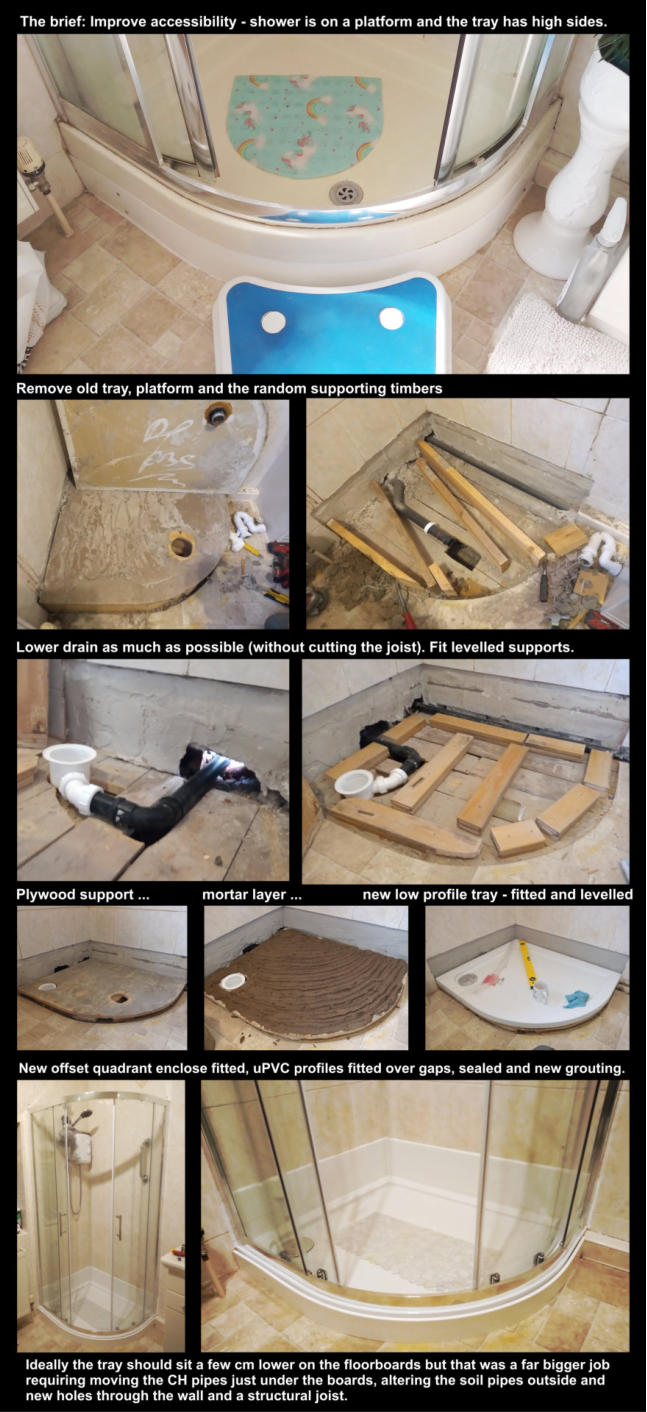 The brief: Improve accessibility - shower is on a platform and the tray has high sides.
Remove old tray, platform and the random supporting timbers
Lower drain as much as possible (without cutting the joist). Fit levelled supports.
Plywood support ... mortar layer ... new low profile tray - fitted and levelled
New offset quadrant enclose fitted, uPVC profiles fitted over gaps, sealed and new grouting.
Ideally the tray should sit a few cm lower on the floorboards but that was a far bigger job
requiring moving the CH pipes just under the boards, altering the soil pipes outside and
new holes through the wall and a structural joist.